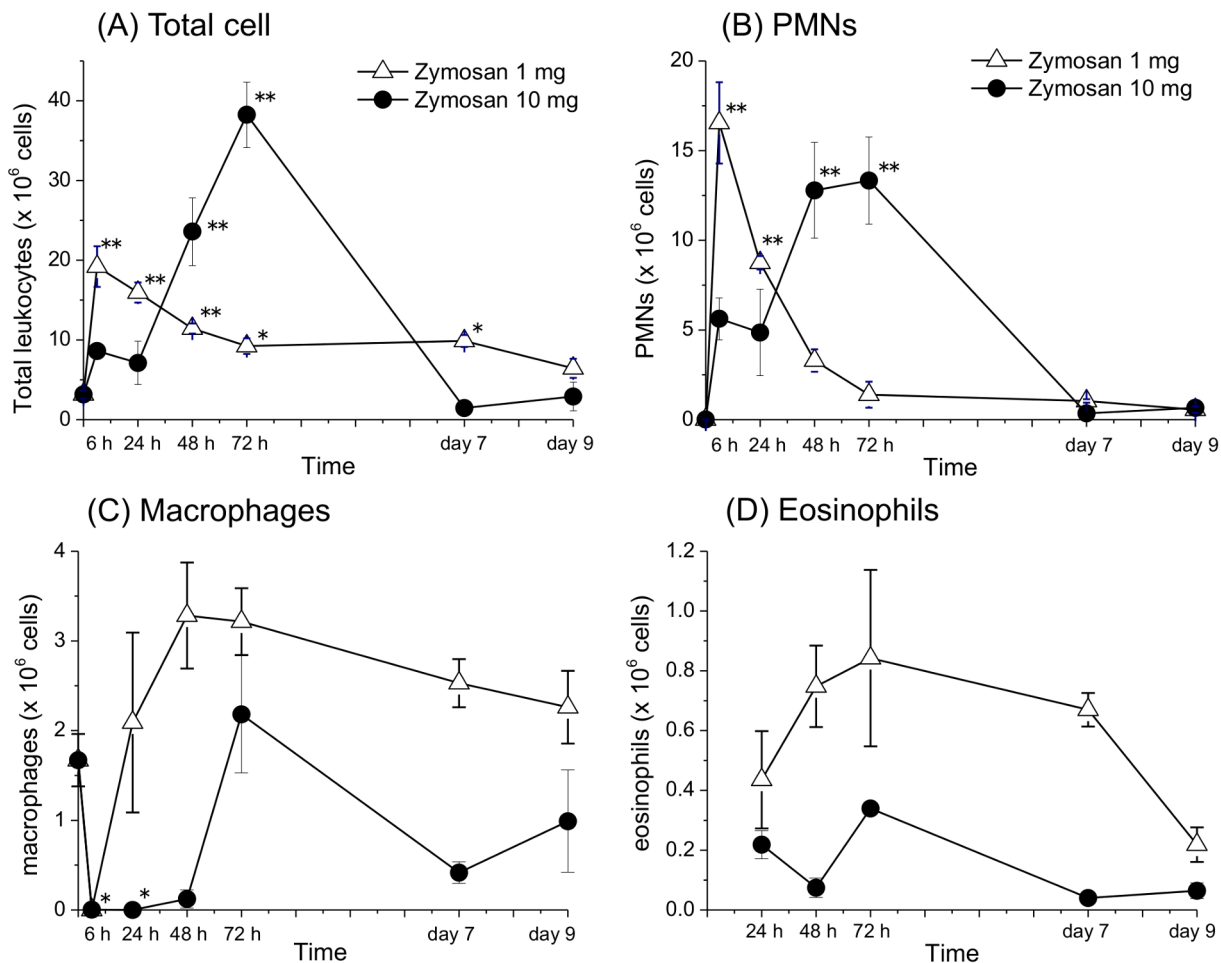 (A) Total cell
Zymosan 1 mg
Zymosan 10 mg
Total leukocytes (x 10⁶ cells)
40
30
20
10
0
**
**
**
**
**
*
*
6 h 24 h 48 h 72 h day 7 day 9
Time
(B) PMNs
Zymosan 1 mg
Zymosan 10 mg
PMNs (x 10⁶ cells)
20
15
10
5
0
**
**
**
**
6 h 24 h 48 h 72 h day 7 day 9
Time
(C) Macrophages
macrophages (x 10⁶ cells)
4
3
2
1
0
*
*
6 h 24 h 48 h 72 h day 7 day 9
Time
(D) Eosinophils
eosinophils (x 10⁶ cells)
1.2
1.0
0.8
0.6
0.4
0.2
0.0
24 h 48 h 72 h day 7 day 9
Time